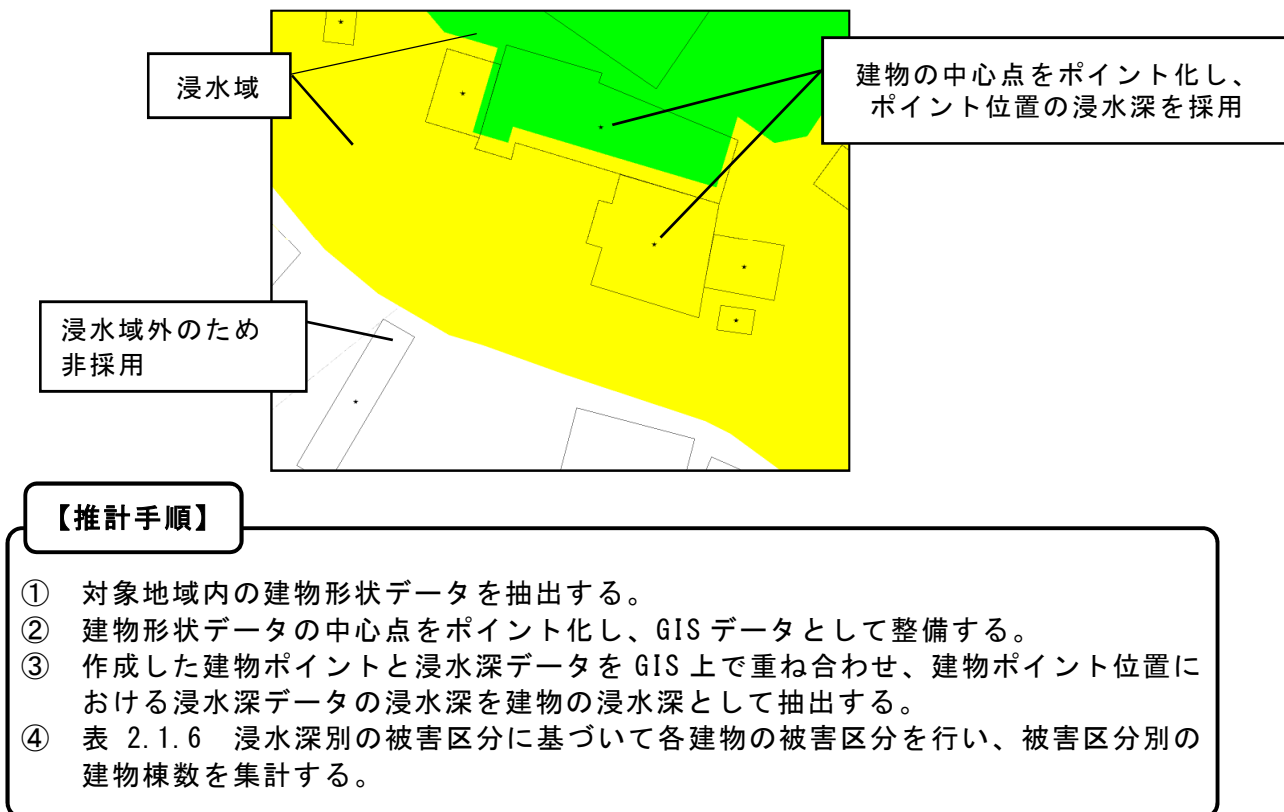 浸水域
建物の中心点をポイント化し、
ポイント位置の浸水深を採用
浸水域外のため
非採用
【推計手順】
① 対象地域内の建物形状データを抽出する。
② 建物形状データの中心点をポイント化し、GISデータとして整備する。
③ 作成した建物ポイントと浸水深データを GIS 上で重ね合わせ、建物ポイント位置に
おける浸水深データの浸水深を建物の浸水深として抽出する。
④ 表 2.1.6 浸水深別の被害区分に基づいて各建物の被害区分を行い、被害区分別の
建物棟数を集計する。